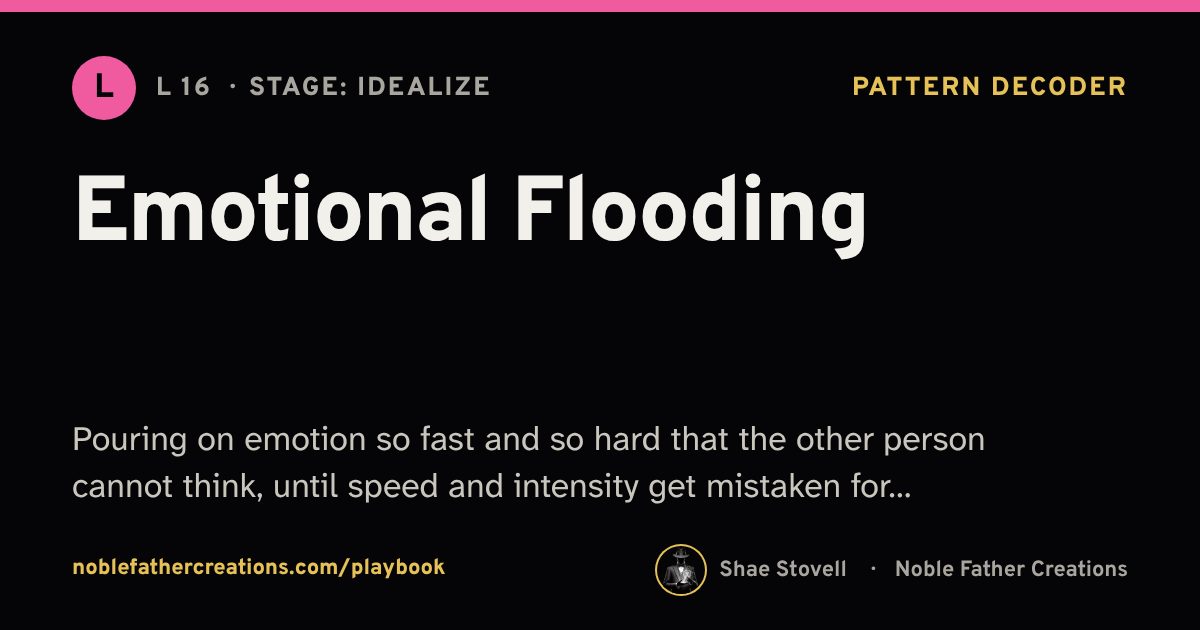 L
L 16 · STAGE: IDEALIZE
PATTERN DECODER
Emotional Flooding
Pouring on emotion so fast and so hard that the other person
cannot think, until speed and intensity get mistaken for...
noblefathercreations.com/playbook
Shae Stovell · Noble Father Creations